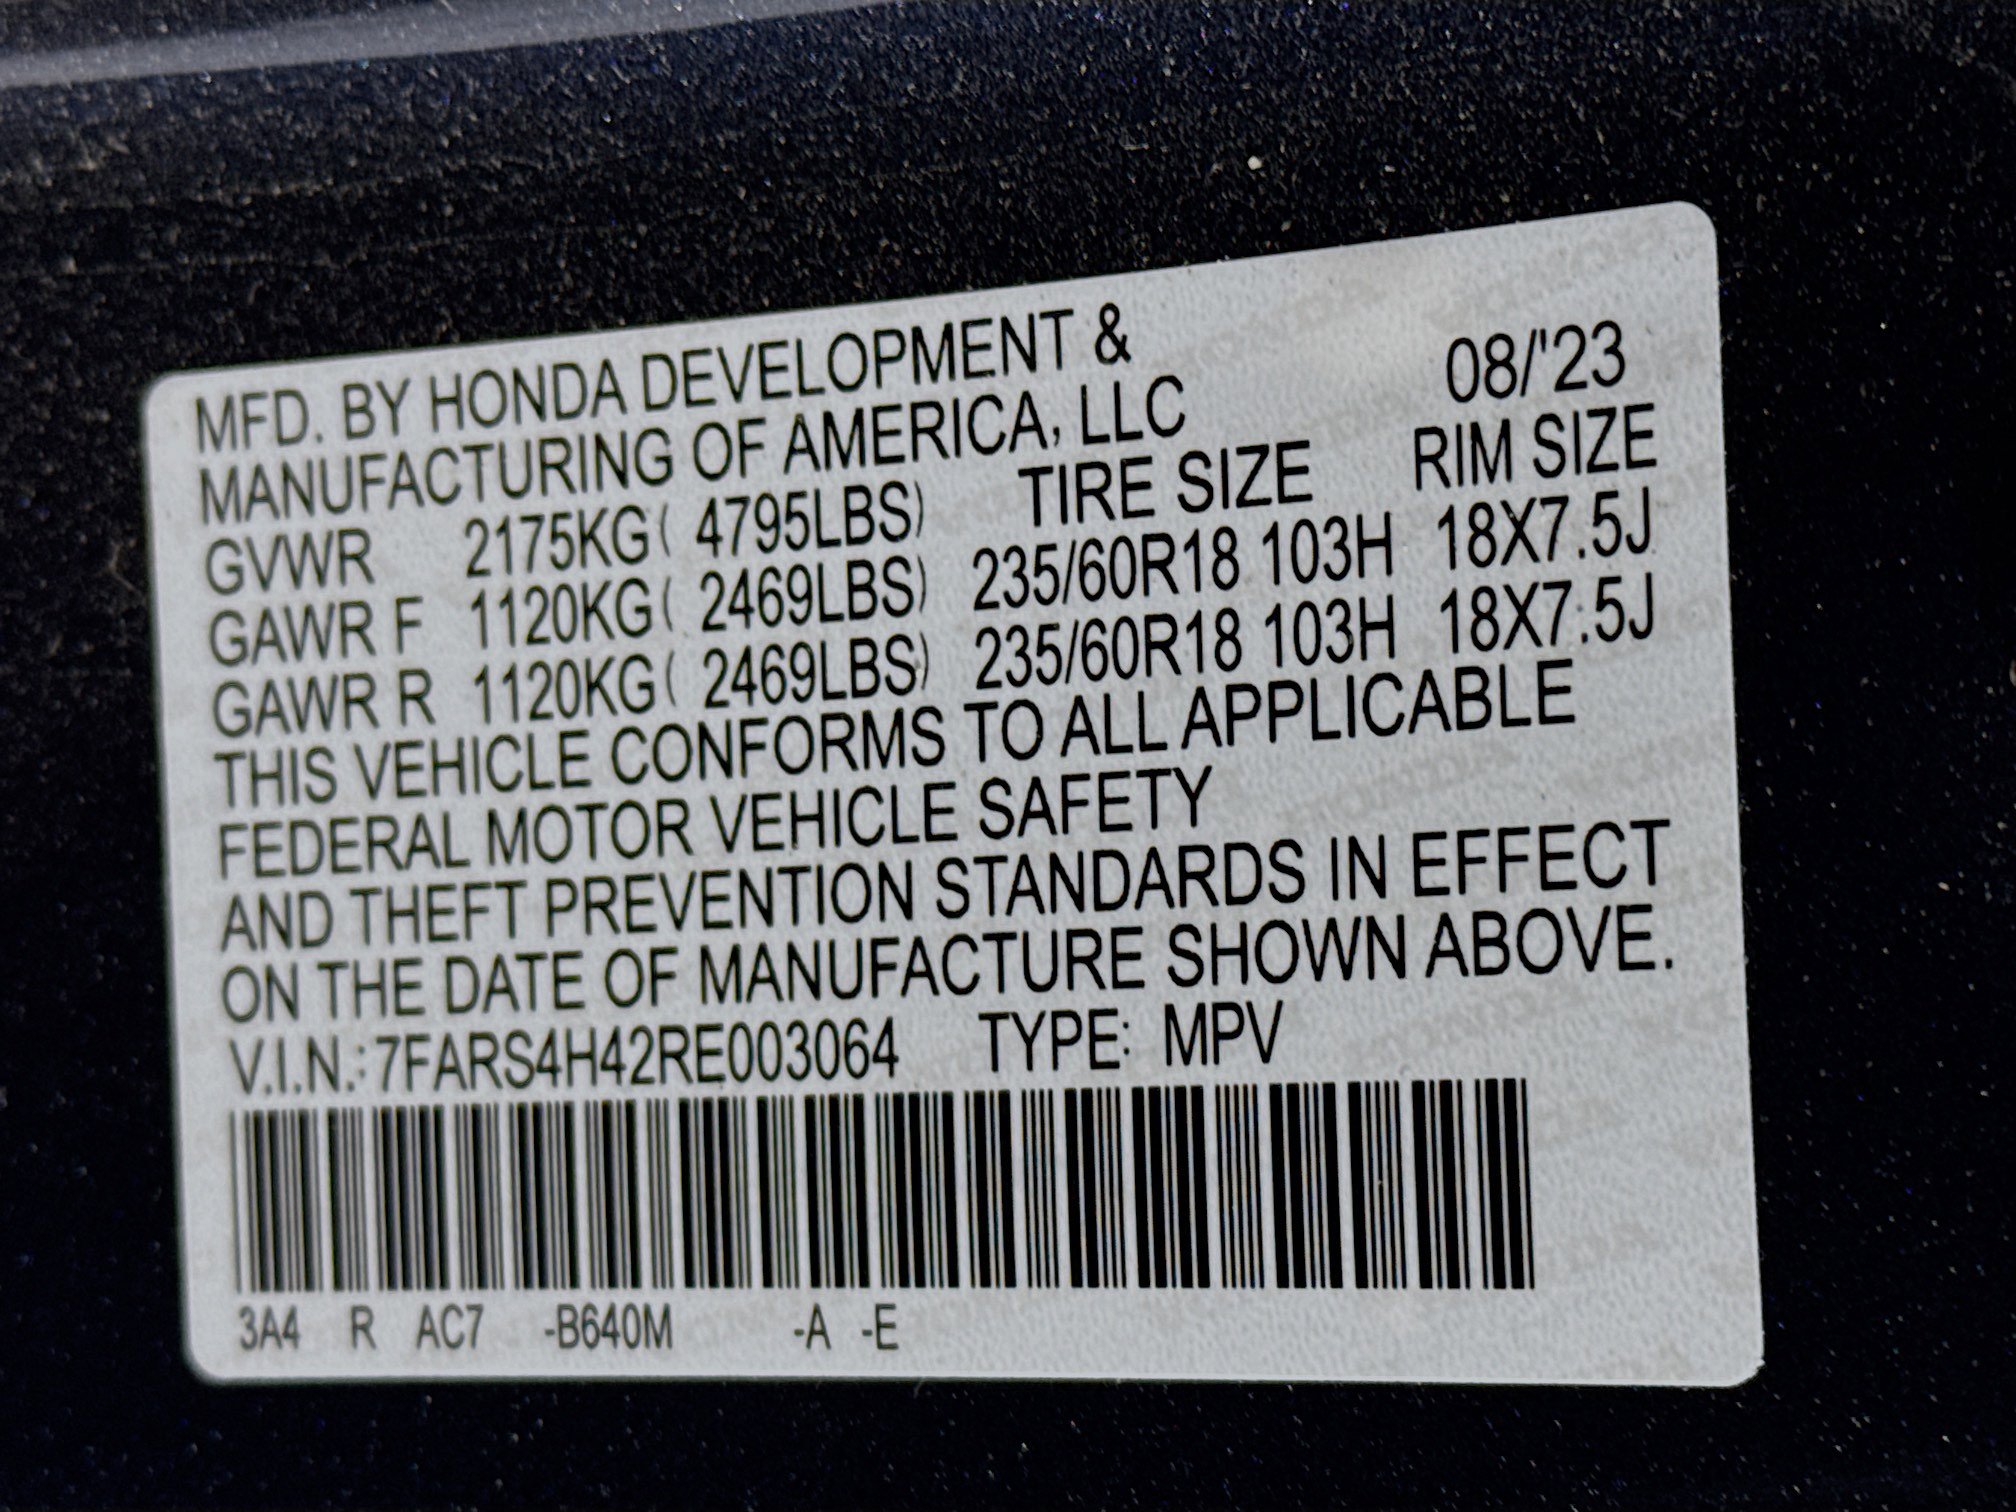 MFD. BY HONDA DEVELOPMENT &
MANUFACTURING OF AMERICA, LLC 08/'23
GVWR 2175KG( 4795LBS) TIRE SIZE RIM SIZE
GAWR F 1120KG( 2469LBS) 235/60R18 103H 18X7.5J
GAWR R 1120KG( 2469LBS) 235/60R18 103H 18X7.5J
THIS VEHICLE CONFORMS TO ALL APPLICABLE
FEDERAL MOTOR VEHICLE SAFETY
AND THEFT PREVENTION STANDARDS IN EFFECT
ON THE DATE OF MANUFACTURE SHOWN ABOVE.
V.I.N.:7FARS4H42RE003064 TYPE: MPV
3A4 R AC7 -B640M -A -E